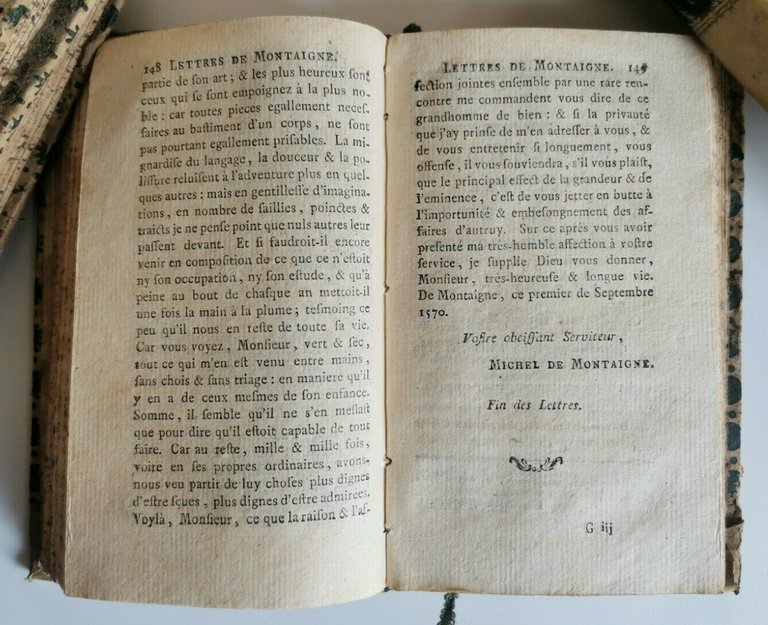 148 LETTRES DE MONTAIGNE.
partie de son art ; & les plus heureux sont
ceux qui se sont empoignez à la plus no-
ble : car toutes pieces egallement neces-
saires au bastiment d'un corps, ne sont
pas pourtant egallement prisables. La mi-
gnardise du langage, la douceur & la po-
lissure reluisent à l'adventure plus en quel-
ques autres : mais en gentillesse d'imagina-
tions, en nombre de saillies, poinctes &
traicts je ne pense point que nuls autres leur
passent devant. Et si faudroit-il encore
venir en composition de ce que ce n'estoit
ny son occupation, ny son estude, & qu'à
peine au bout de chasque an mettoit-il
une fois la main à la plume ; tesmoing ce
peu qu'il nous en reste de toute sa vie.
Car vous voyez, Monsieur, vert & sec,
tout ce qui m'en est venu entre mains,
sans chois & sans triage : en maniere qu'il
y en a de ceux mesmes de son enfance.
Somme, il semble qu'il ne s'en meslast
que pour dire qu'il estoit capable de tout
faire. Car au reste, mille & mille fois,
voire en ses propres ordinaires, avons-
nous veu partir de luy choses plus dignes
d'estre sçues, plus dignes d'estre admirées.
Voylà, Monsieur, ce que la raison & l'af-
LETTRES DE MONTAIGNE. 149
fection jointes ensemble par une rare ren-
contre me commandent vous dire de ce
grandhomme de bien : & si la privauté
que j'ay prinse de m'en adresser à vous, &
de vous entretenir si longuement, vous
offense, il vous souviendra, s'il vous plaist,
que le principal effect de la grandeur & de
l'eminence, c'est de vous jetter en butte à
l'importunité & embesongnement des af-
faires d'autruy. Sur ce après vous avoir
presenté ma très-humble affection à vostre
service, je supplie Dieu vous donner,
Monsieur, très-heureuse & longue vie.
De Montaigne, ce premier de Septembre
1570.
Vostre obeissant Serviteur,
MICHEL DE MONTAIGNE.
Fin des Lettres.
G iij